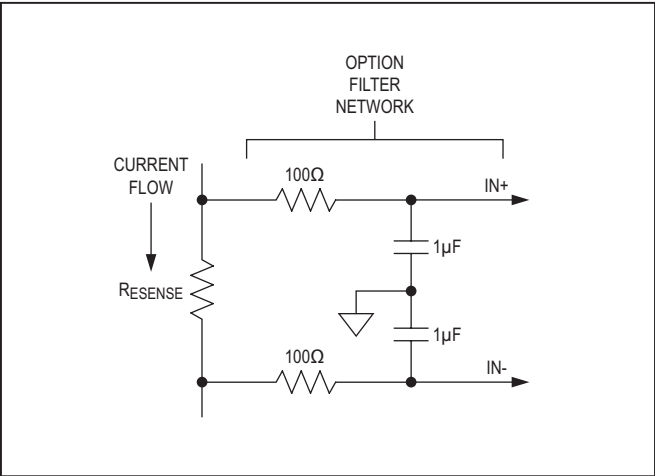 OPTION
FILTER
NETWORK
CURRENT
FLOW
100Ω
IN+
1µF
RESENSE
1µF
100Ω
IN-